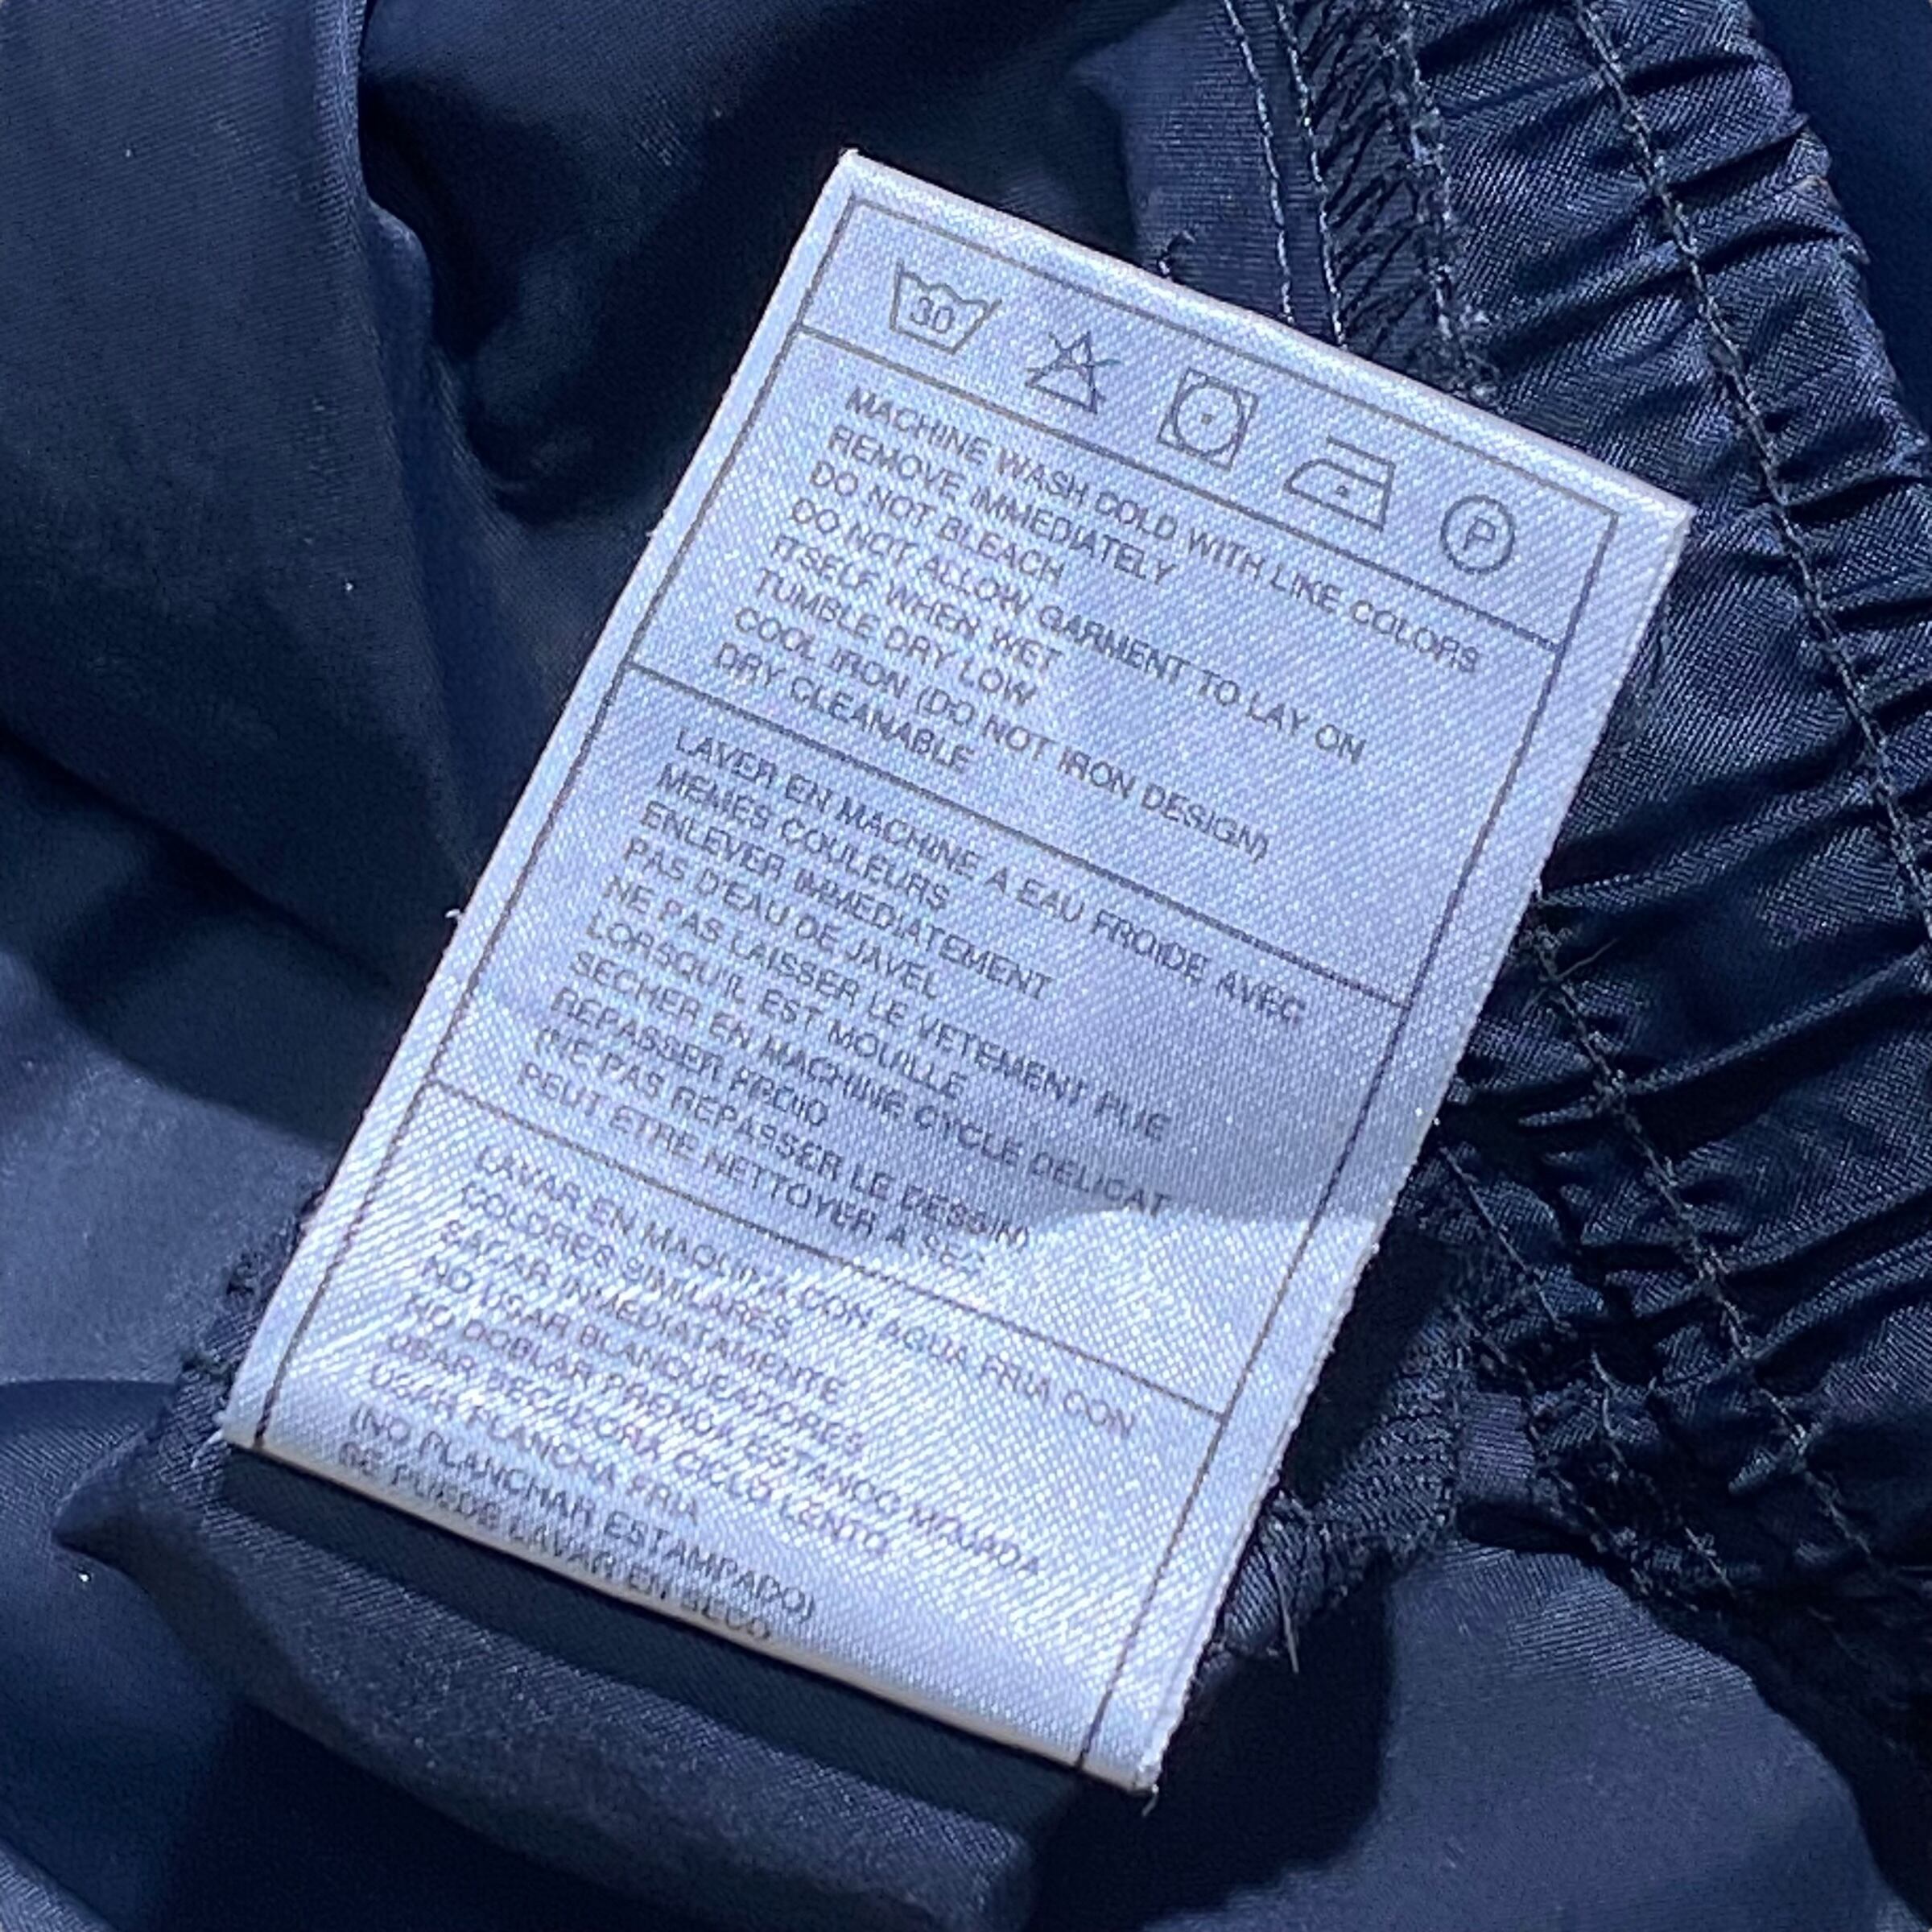 30
P
MACHINE WASH COLD WITH LIKE COLORS
REMOVE IMMEDIATELY
DO NOT BLEACH
DO NOT ALLOW GARMENT TO LAY ON
ITSELF WHEN WET
TUMBLE DRY LOW
COOL IRON (DO NOT IRON DESIGN)
DRY CLEANABLE
LAVER EN MACHINE A EAU FROIDE AVEC
MEMES COULEURS
ENLEVER IMMEDIATEMENT
PAS D'EAU DE JAVEL
NE PAS LAISSER LE VETEMENT PLIE
LORSQU'IL EST MOUILLE
SECHER EN MACHINE CYCLE DELICAT
REPASSER FROID
(NE PAS REPASSER LE DESSIN)
PEUT ETRE NETTOYER A SEC
LAVAR EN MAQUINA CON AGUA FRIA CON
COLORES SIMILARES
SACAR INMEDIATAMENTE
NO USAR BLANQUEADORES
NO DOBLAR PRENDA ESTANDO MOJADA
USAR SECADORA CICLO LENTO
USAR PLANCHA FRIA
(NO PLANCHAR ESTAMPADO)
SE PUEDE LAVAR EN SECO